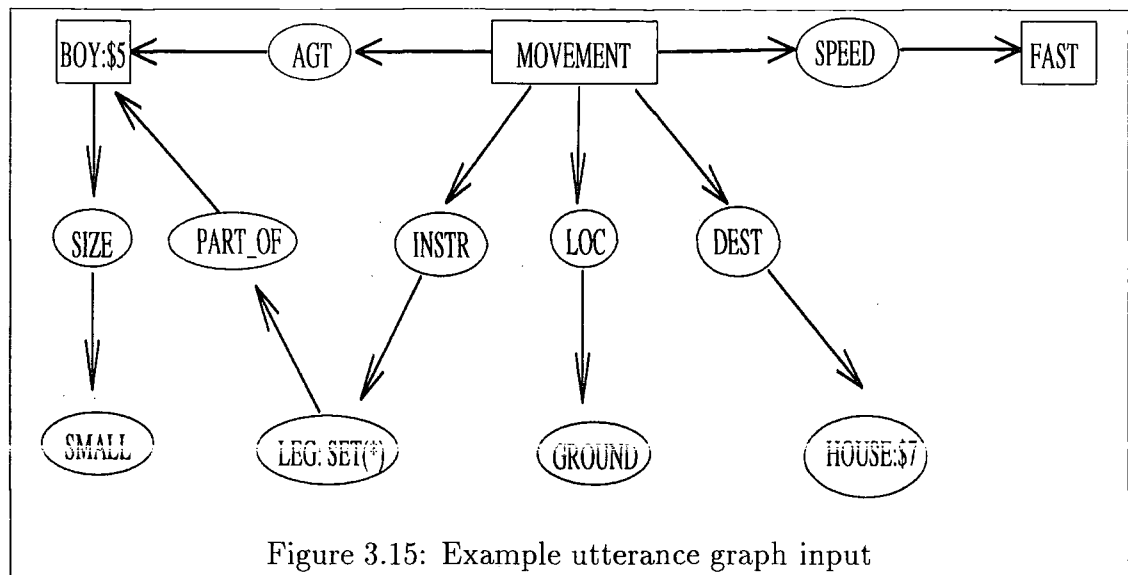 BOY:$5 AGT MOVEMENT SPEED FAST
SIZE PART_OF INSTR LOC DEST
SMALL LEG: SET(*) GROUND HOUSE:$7
Figure 3.15: Example utterance graph input